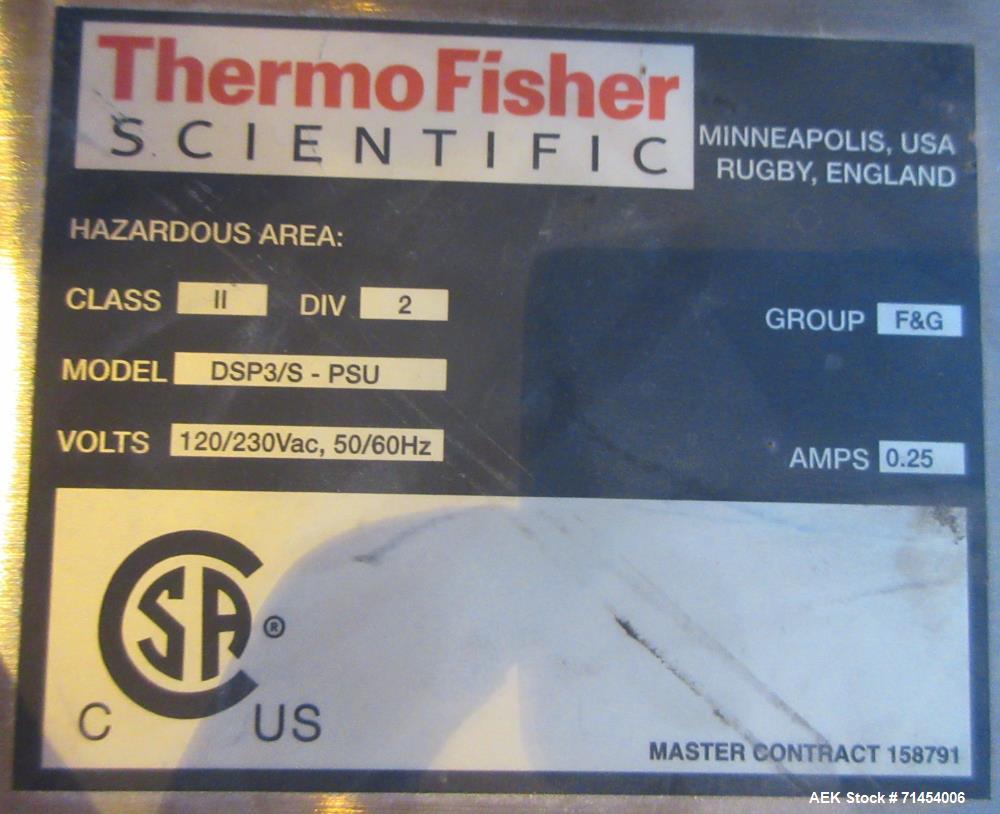 ThermoFisher
SCIENTIFIC
MINNEAPOLIS, USA
RUGBY, ENGLAND
HAZARDOUS AREA:
CLASS II DIV 2 GROUP F&G
MODEL DSP3/S - PSU
VOLTS 120/230Vac, 50/60Hz AMPS 0.25
CSA ®
C US
MASTER CONTRACT 158791
AEK Stock # 71454006